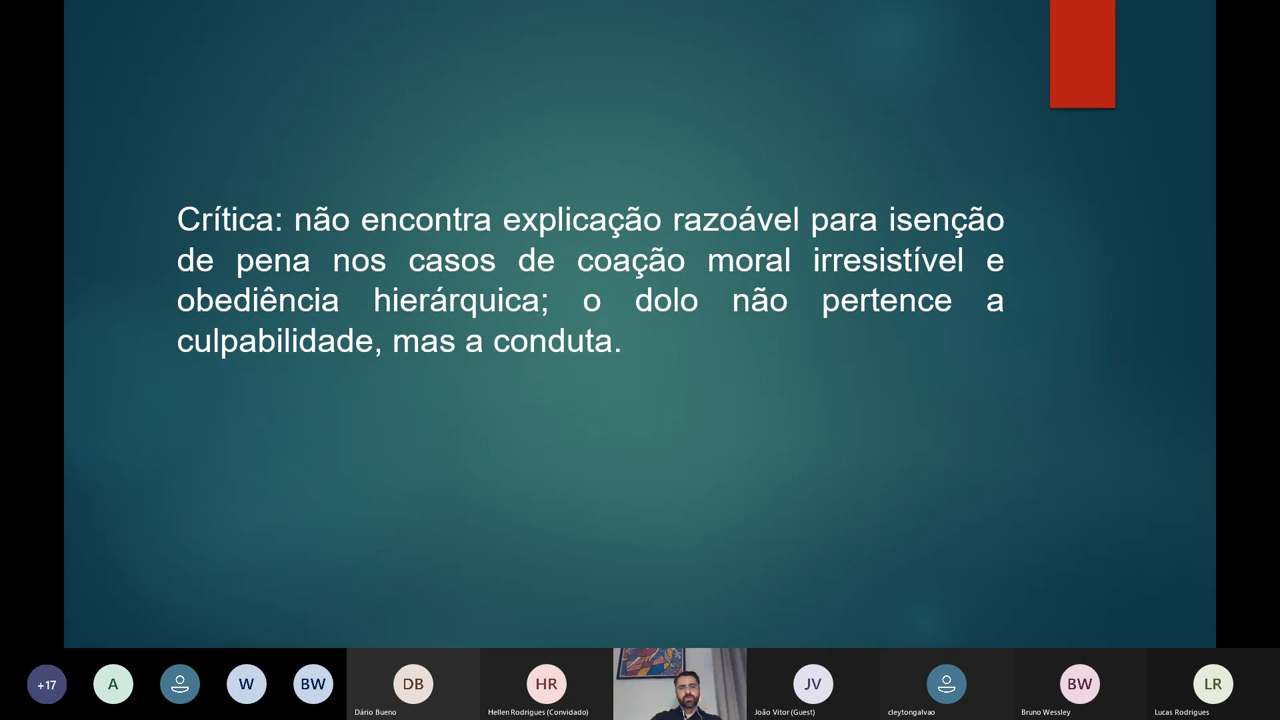 Crítica: não encontra explicação razoável para isenção
de pena nos casos de coação moral irresistível e
obediência hierárquica; o dolo não pertence a
culpabilidade, mas a conduta.
+17
A
W
BW
DB
HR
JV
BW
LR
Dário Bueno
Hellen Rodrigues (Convidado)
João Vitor (Guest)
cleytongalvao
Bruno Wessley
Lucas Rodrigues